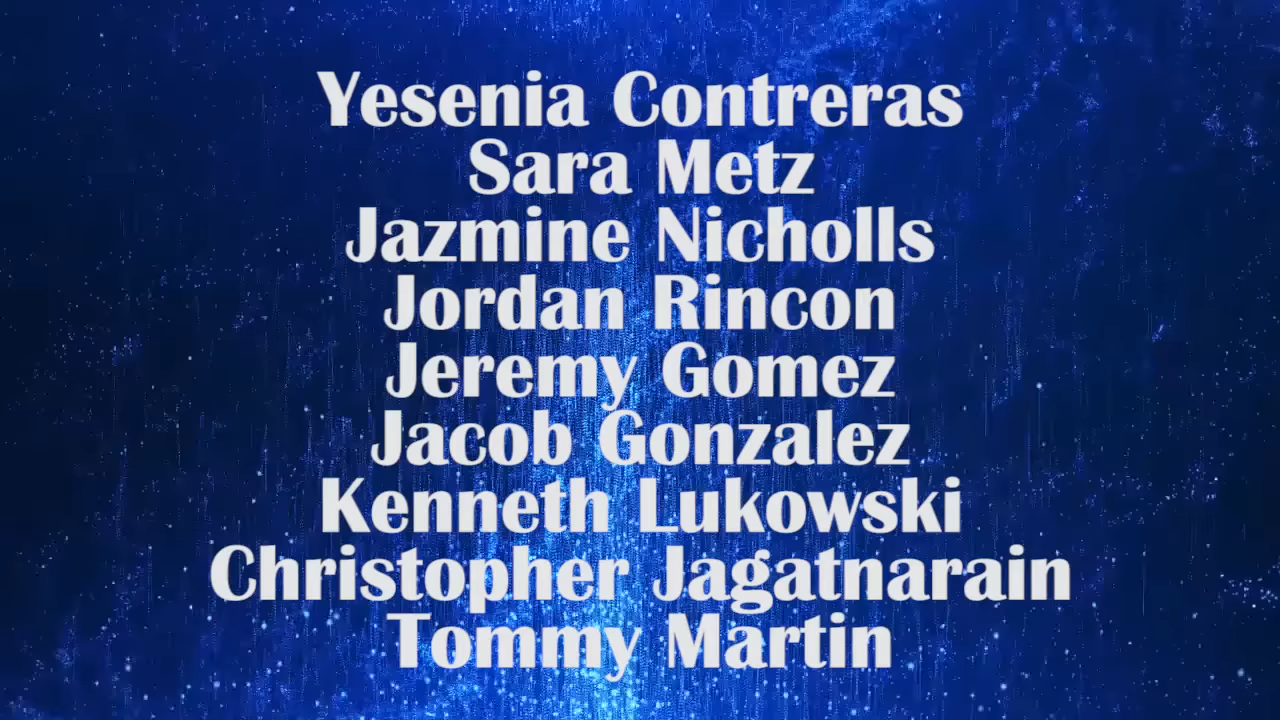 Yesenia Contreras
Sara Metz
Jazmine Nicholls
Jordan Rincon
Jeremy Gomez
Jacob Gonzalez
Kenneth Lukowski
Christopher Jagatnarain
Tommy Martin